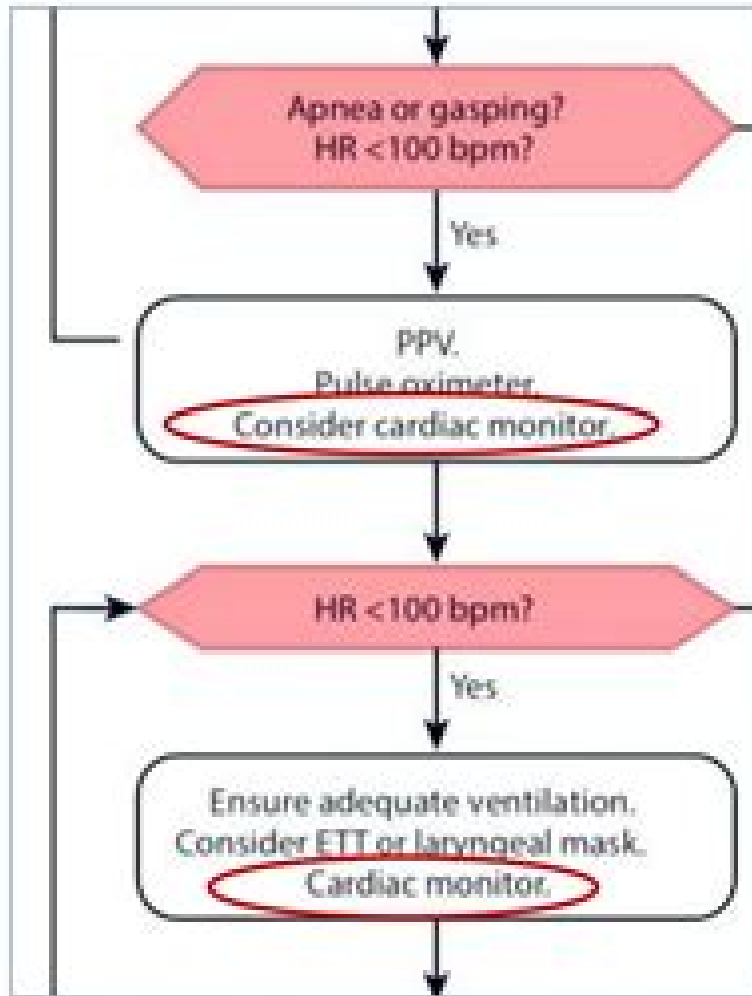 Apnea or gasping?
HR <100 bpm?
Yes
PPV.
Pulse oximeter.
Consider cardiac monitor.
HR <100 bpm?
Yes
Ensure adequate ventilation.
Consider ETT or laryngeal mask.
Cardiac monitor.